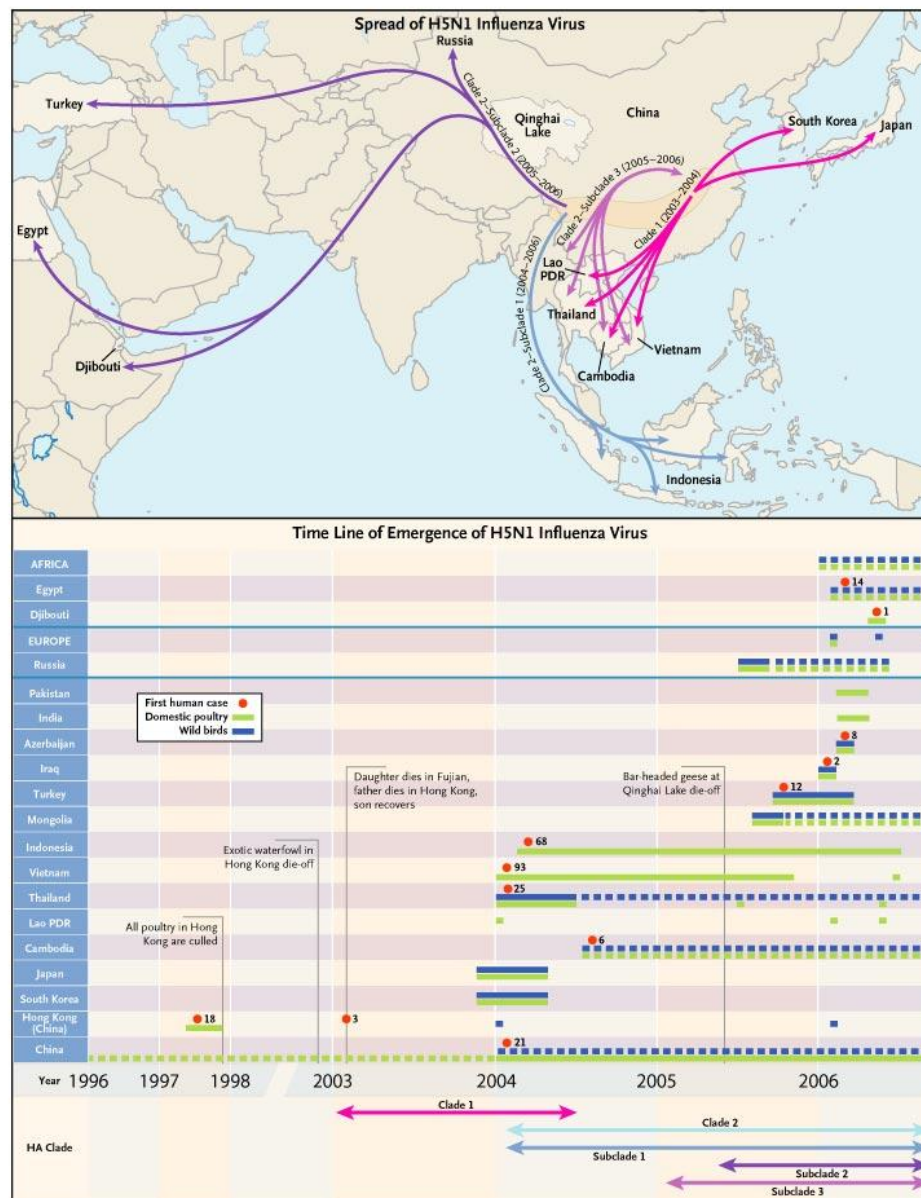 Spread of H5N1 Influenza Virus
Russia
Turkey
Clade 2–Subclade 2 (2005–2006)
Qinghai
Lake
China
South Korea
Japan
Clade 2–Subclade 3 (2005–2006)
Clade 1 (2003–2004)
Egypt
Clade 2–Subclade 1 (2004–2006)
Lao
PDR
Thailand
Vietnam
Djibouti
Cambodia
Indonesia
Time Line of Emergence of H5N1 Influenza Virus
AFRICA
Egypt
14
Djibouti
1
EUROPE
Russia
Pakistan
First human case
Domestic poultry
Wild birds
India
Azerbaijan
8
Iraq
2
Turkey
12
Mongolia
Daughter dies in Fujian,
father dies in Hong Kong,
son recovers
Bar-headed geese at
Qinghai Lake die-off
Indonesia
68
Exotic waterfowl in
Hong Kong die-off
Vietnam
93
Thailand
25
Lao PDR
All poultry in Hong
Kong are culled
Cambodia
6
Japan
South Korea
Hong Kong
(China)
18
3
China
21
Year 1996 1997 1998 2003 2004 2005 2006
HA Clade
Clade 1
Clade 2
Subclade 1
Subclade 2
Subclade 3